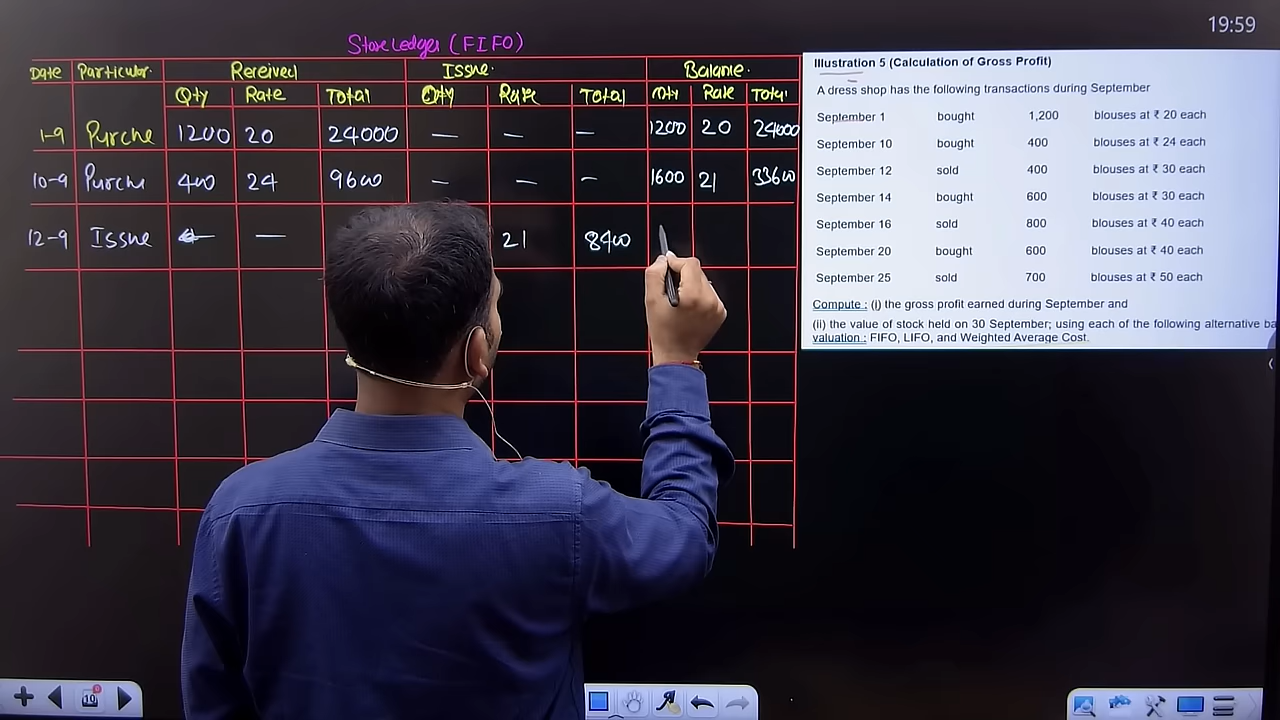 19:59
Store Ledger (FIFO)
Date Particular. Received Issue. Balane.
Qty Rate Total Qty Rate Total Qty Rate Total
1-9 Purche 1200 20 24000 — — — 1200 20 24000
10-9 Purche 400 24 9600 — — — 1600 21 33600
12-9 Issue — — 21 8400
Illustration 5 (Calculation of Gross Profit)
A dress shop has the following transactions during September
September 1 bought 1,200 blouses at ₹ 20 each
September 10 bought 400 blouses at ₹ 24 each
September 12 sold 400 blouses at ₹ 30 each
September 14 bought 600 blouses at ₹ 30 each
September 16 sold 800 blouses at ₹ 40 each
September 20 bought 600 blouses at ₹ 40 each
September 25 sold 700 blouses at ₹ 50 each
Compute : (i) the gross profit earned during September and
(ii) the value of stock held on 30 September; using each of the following alternative ba
valuation : FIFO, LIFO, and Weighted Average Cost.
10